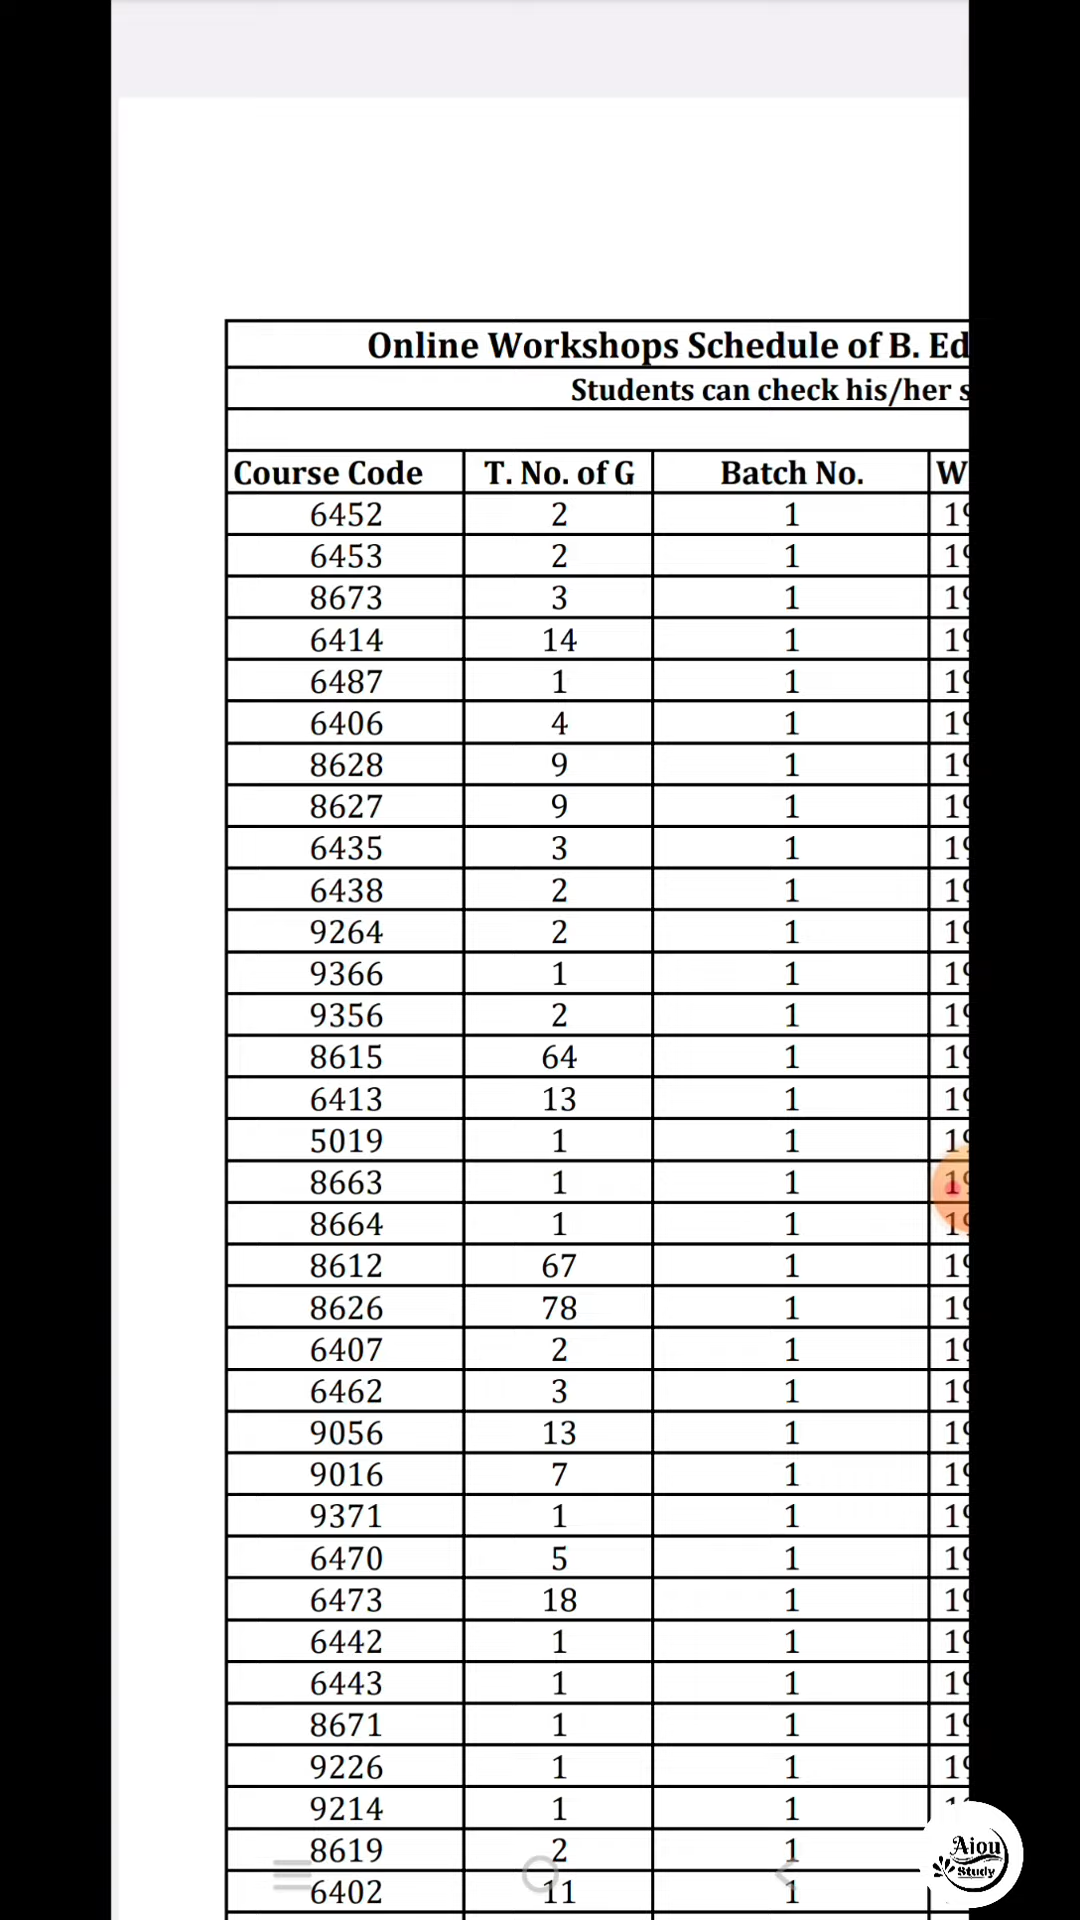 Online Workshops Schedule of B. Ed
Students can check his/her s
Course Code T. No. of G Batch No. W
6452 2 1 19
6453 2 1 19
8673 3 1 19
6414 14 1 19
6487 1 1 19
6406 4 1 19
8628 9 1 19
8627 9 1 19
6435 3 1 19
6438 2 1 19
9264 2 1 19
9366 1 1 19
9356 2 1 19
8615 64 1 19
6413 13 1 19
5019 1 1 19
8663 1 1 19
8664 1 1 19
8612 67 1 19
8626 78 1 19
6407 2 1 19
6462 3 1 19
9056 13 1 19
9016 7 1 19
9371 1 1 19
6470 5 1 19
6473 18 1 19
6442 1 1 19
6443 1 1 19
8671 1 1 19
9226 1 1 19
9214 1 1
8619 2 1
6402 11 1
Aiou
Study